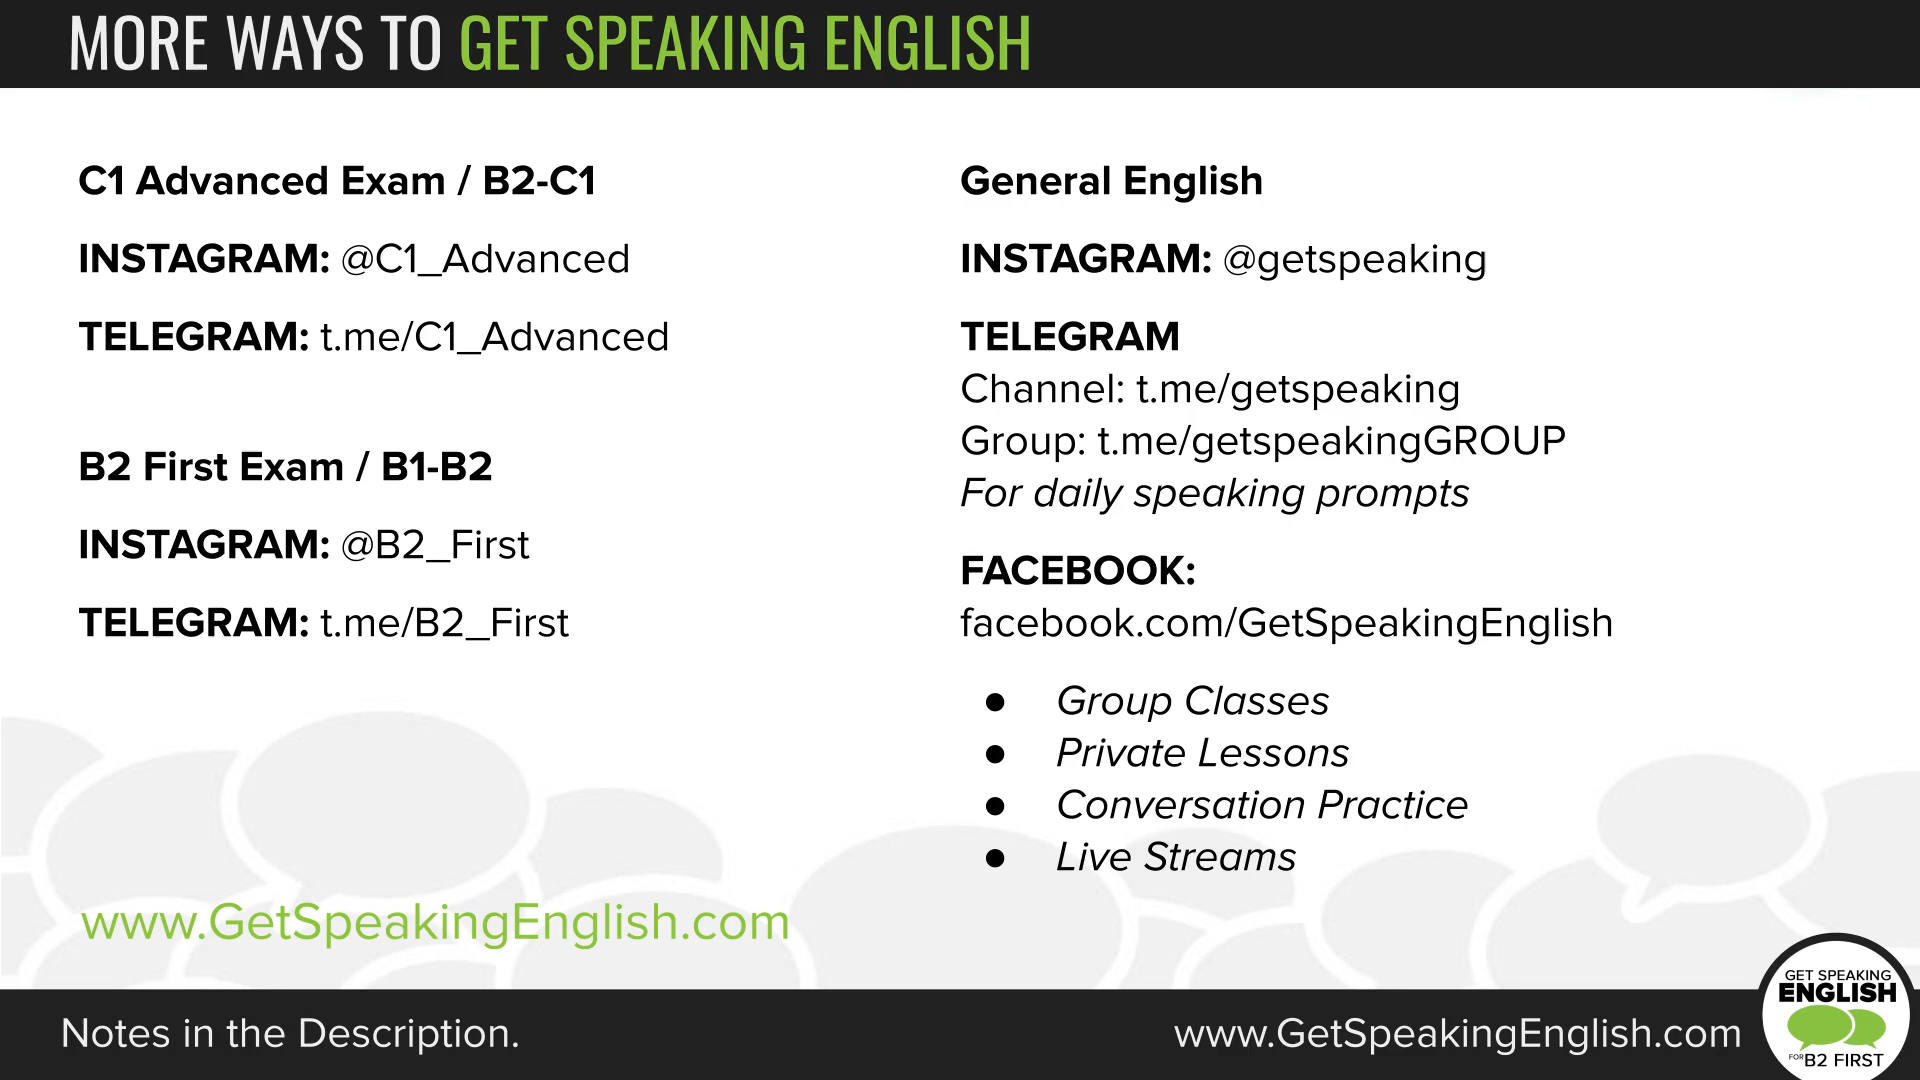 MORE WAYS TO GET SPEAKING ENGLISH
C1 Advanced Exam / B2-C1
INSTAGRAM: @C1_Advanced
TELEGRAM: t.me/C1_Advanced
B2 First Exam / B1-B2
INSTAGRAM: @B2_First
TELEGRAM: t.me/B2_First
General English
INSTAGRAM: @getspeaking
TELEGRAM
Channel: t.me/getspeaking
Group: t.me/getspeakingGROUP
For daily speaking prompts
FACEBOOK:
facebook.com/GetSpeakingEnglish
● Group Classes
● Private Lessons
● Conversation Practice
● Live Streams
www.GetSpeakingEnglish.com
Notes in the Description.
www.GetSpeakingEnglish.com
GET SPEAKING
ENGLISH
FOR B2 FIRST